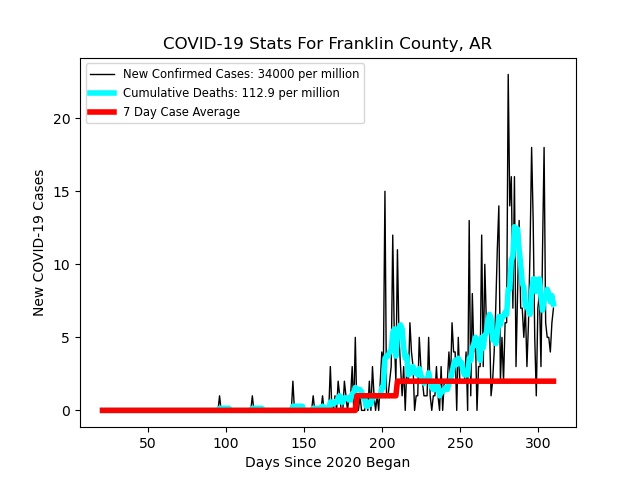 COVID-19 Stats For Franklin County, AR
New Confirmed Cases: 34000 per million
Cumulative Deaths: 112.9 per million
7 Day Case Average
20
15
10
5
0
New COVID-19 Cases
50 100 150 200 250 300
Days Since 2020 Began